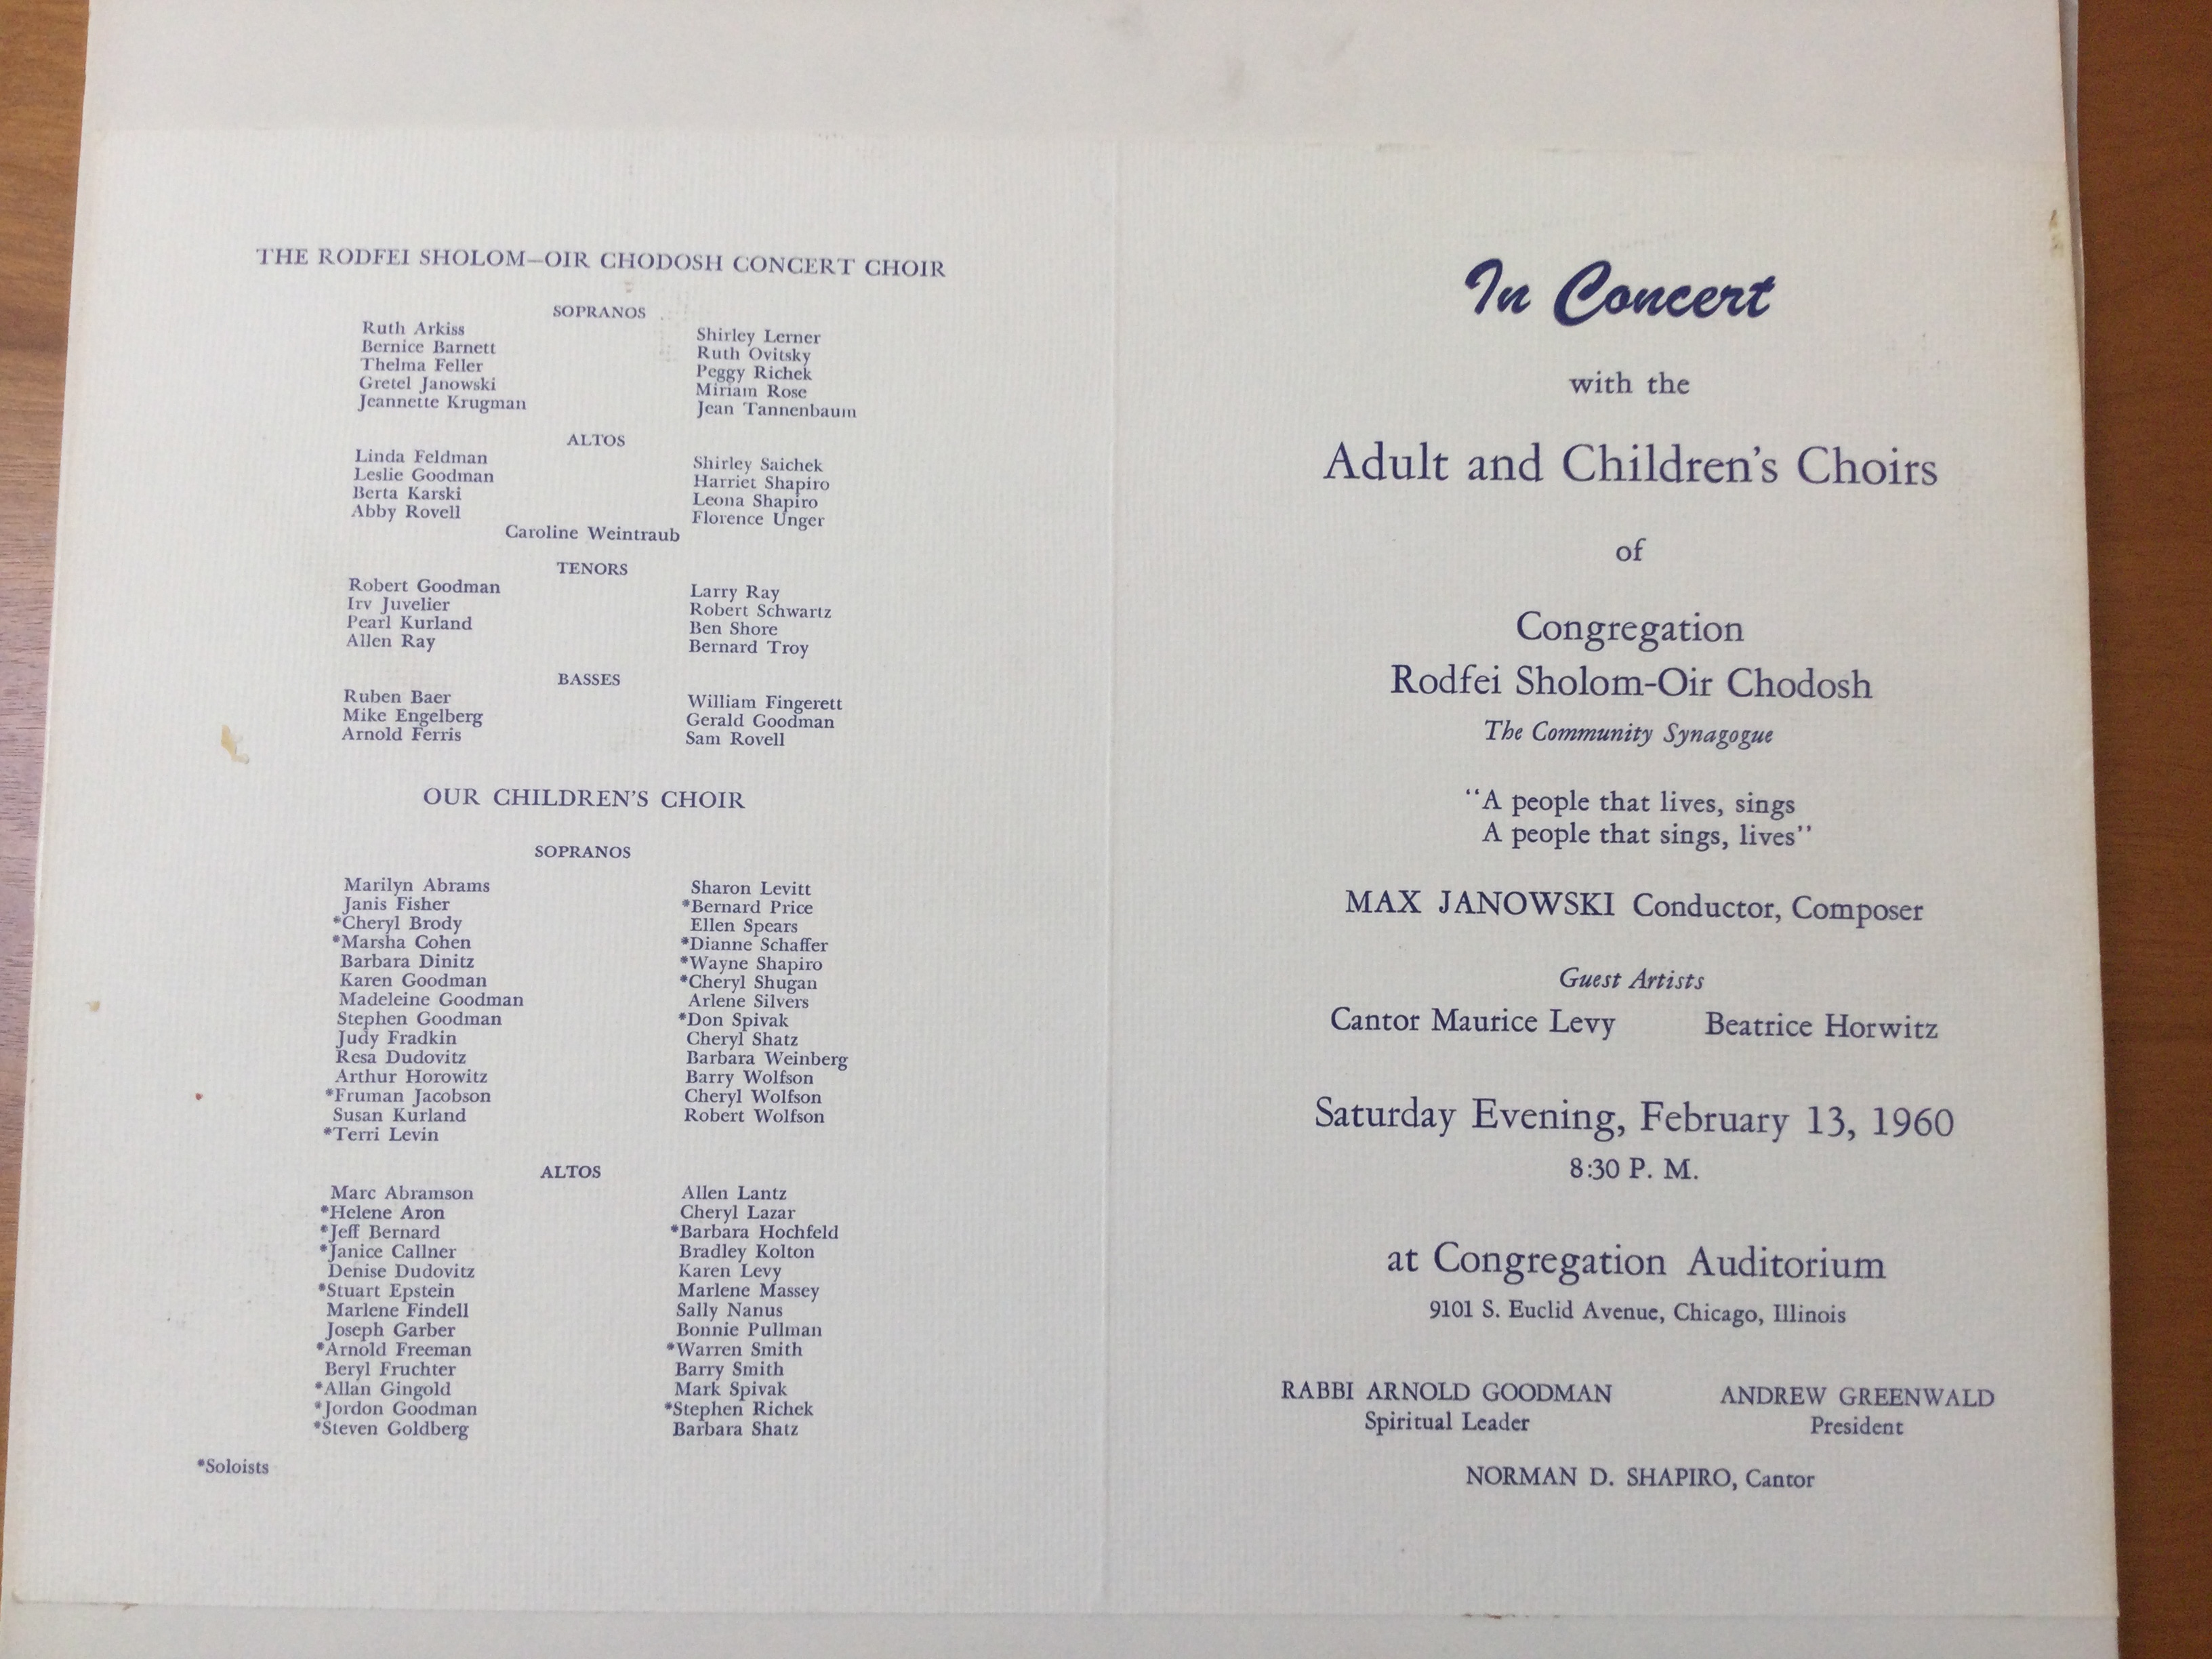 THE RODFEI SHOLOM—OIR CHODOSH CONCERT CHOIR
SOPRANOS
Ruth Arkiss
Bernice Barnett
Thelma Feller
Gretel Janowski
Jeannette Krugman
Shirley Lerner
Ruth Ovitsky
Peggy Richek
Miriam Rose
Jean Tannenbaum
ALTOS
Linda Feldman
Leslie Goodman
Berta Karski
Abby Rovell
Shirley Saichek
Harriet Shapiro
Leona Shapiro
Florence Unger
Caroline Weintraub
TENORS
Robert Goodman
Irv Juvelier
Pearl Kurland
Allen Ray
Larry Ray
Robert Schwartz
Ben Shore
Bernard Troy
BASSES
Ruben Baer
Mike Engelberg
Arnold Ferris
William Fingerett
Gerald Goodman
Sam Rovell
OUR CHILDREN'S CHOIR
SOPRANOS
Marilyn Abrams
Janis Fisher
*Cheryl Brody
*Marsha Cohen
Barbara Dinitz
Karen Goodman
Madeleine Goodman
Stephen Goodman
Judy Fradkin
Resa Dudovitz
Arthur Horowitz
*Fruman Jacobson
Susan Kurland
*Terri Levin
Sharon Levitt
*Bernard Price
Ellen Spears
*Dianne Schaffer
*Wayne Shapiro
*Cheryl Shugan
Arlene Silvers
*Don Spivak
Cheryl Shatz
Barbara Weinberg
Barry Wolfson
Cheryl Wolfson
Robert Wolfson
ALTOS
Marc Abramson
*Helene Aron
*Jeff Bernard
*Janice Callner
Denise Dudovitz
*Stuart Epstein
Marlene Findell
Joseph Garber
*Arnold Freeman
Beryl Fruchter
*Allan Gingold
*Jordon Goodman
*Steven Goldberg
Allen Lantz
Cheryl Lazar
*Barbara Hochfeld
Bradley Kolton
Karen Levy
Marlene Massey
Sally Nanus
Bonnie Pullman
*Warren Smith
Barry Smith
Mark Spivak
*Stephen Richek
Barbara Shatz
*Soloists
In Concert
with the
Adult and Children's Choirs
of
Congregation
Rodfei Sholom-Oir Chodosh
The Community Synagogue
"A people that lives, sings
A people that sings, lives"
MAX JANOWSKI Conductor, Composer
Guest Artists
Cantor Maurice Levy Beatrice Horwitz
Saturday Evening, February 13, 1960
8:30 P. M.
at Congregation Auditorium
9101 S. Euclid Avenue, Chicago, Illinois
RABBI ARNOLD GOODMAN ANDREW GREENWALD
Spiritual Leader President
NORMAN D. SHAPIRO, Cantor